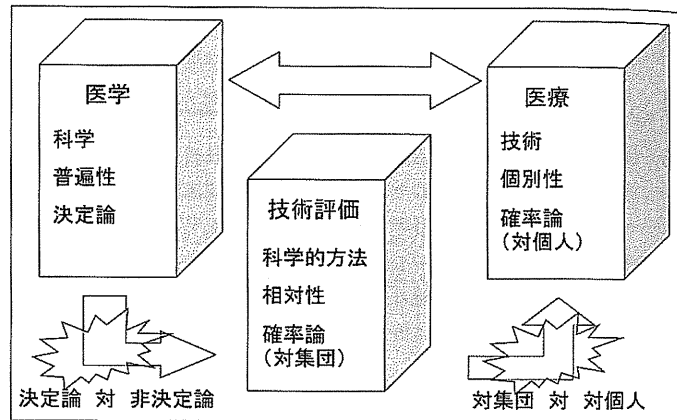 医学
科学
普遍性
決定論
技術評価
科学的方法
相対性
確率論
(対集団)
医療
技術
個別性
確率論
(対個人)
決定論 対 非決定論
対集団 対 対個人